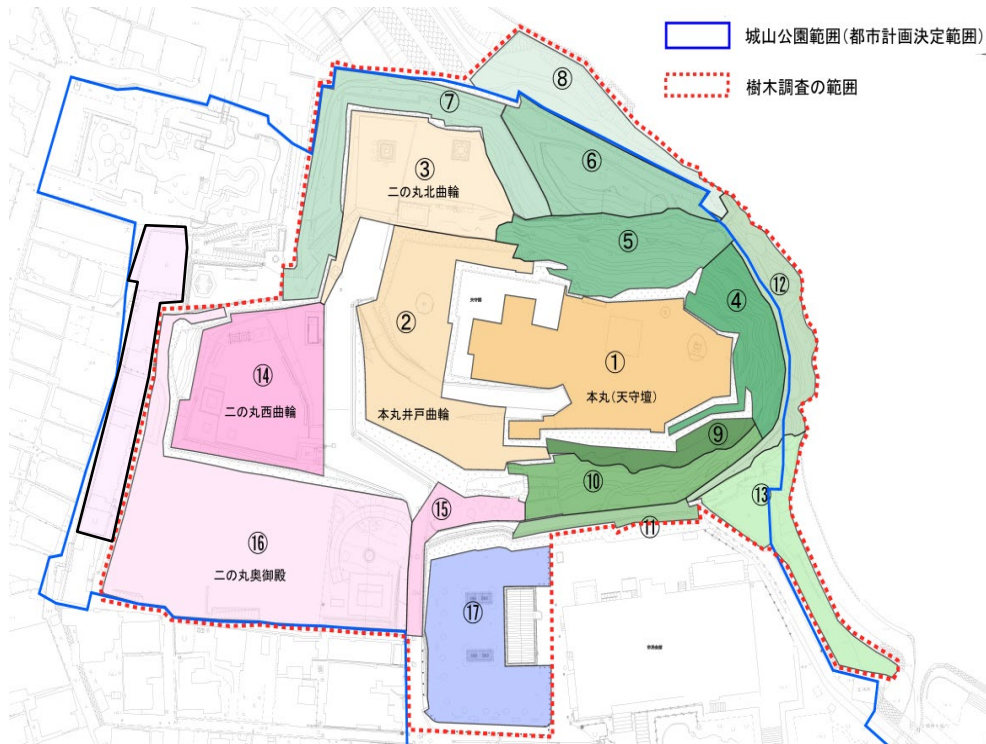 城山公園範囲(都市計画決定範囲)
樹木調査の範囲
⑧
⑦
③
二の丸北曲輪
⑥
⑤
⑫
④
②
①
本丸(天守壇)
本丸井戸曲輪
⑭
二の丸西曲輪
⑨
⑩
⑬
⑮
⑪
⑯
二の丸奥御殿
⑰